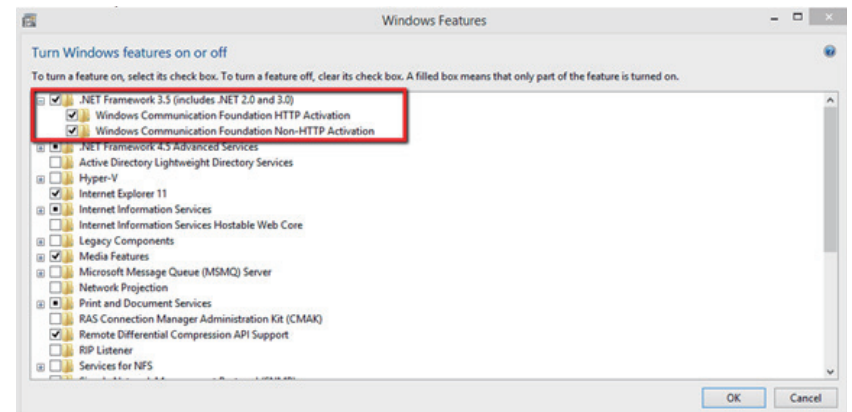 Windows Features
Turn Windows features on or off
To turn a feature on, select its check box. To turn a feature off, clear its check box. A filled box means that only part of the feature is turned on.
.NET Framework 3.5 (includes .NET 2.0 and 3.0)
Windows Communication Foundation HTTP Activation
Windows Communication Foundation Non-HTTP Activation
.NET Framework 4.5 Advanced Services
Active Directory Lightweight Directory Services
Hyper-V
Internet Explorer 11
Internet Information Services
Internet Information Services Hostable Web Core
Legacy Components
Media Features
Microsoft Message Queue (MSMQ) Server
Network Projection
Print and Document Services
RAS Connection Manager Administration Kit (CMAK)
Remote Differential Compression API Support
RIP Listener
Services for NFS
OK
Cancel